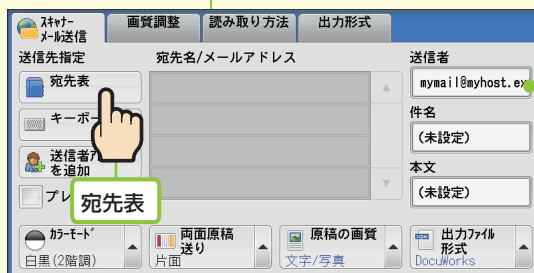 スキャナー
メール送信
画質調整
読み取り方法
出力形式
送信先指定
宛先名/メールアドレス
送信者
宛先表
mymail@myhost.ex
キーボー
件名
(未設定)
送信者ア
を追加
本文
(未設定)
プレ
宛先表
カラーモード
白黒(2階調)
両面原稿
送り
片面
原稿の画質
文字/写真
出力ファイル
形式
DocuWorks